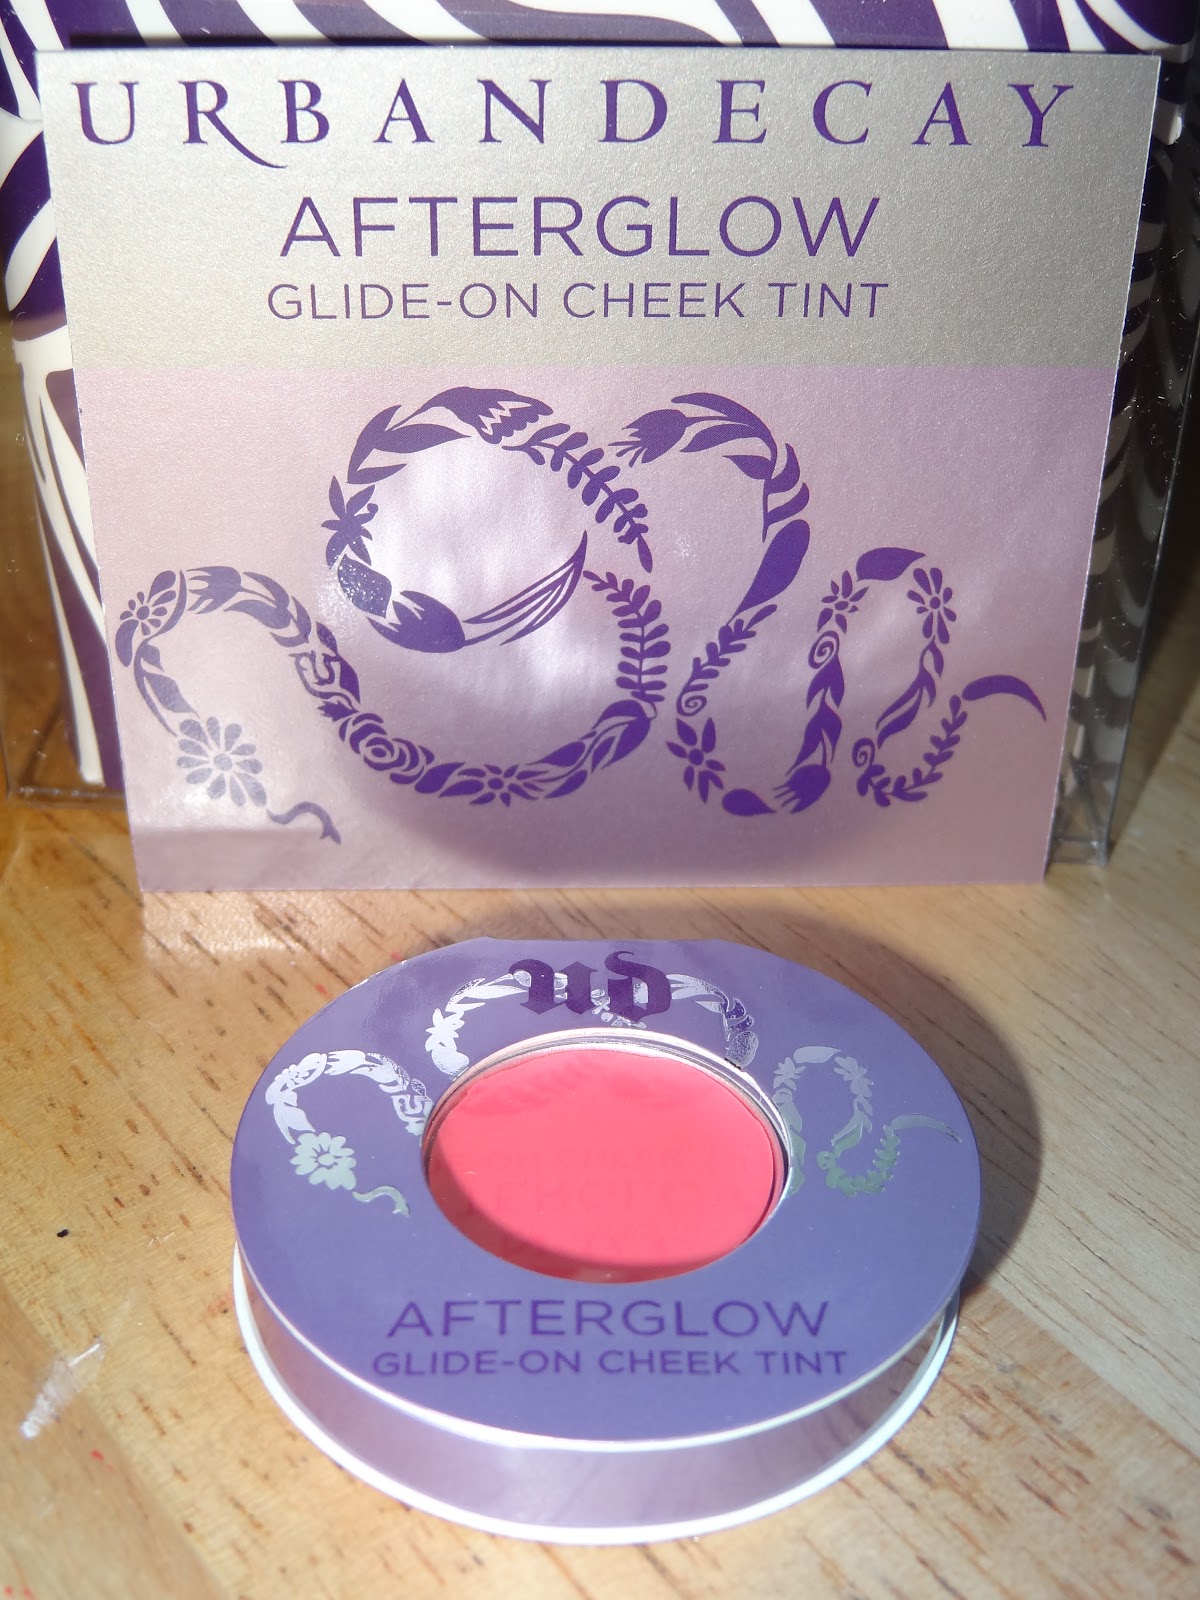 URBANDECAY
AFTERGLOW
GLIDE-ON CHEEK TINT
UD
AFTERGLOW
GLIDE-ON CHEEK TINT